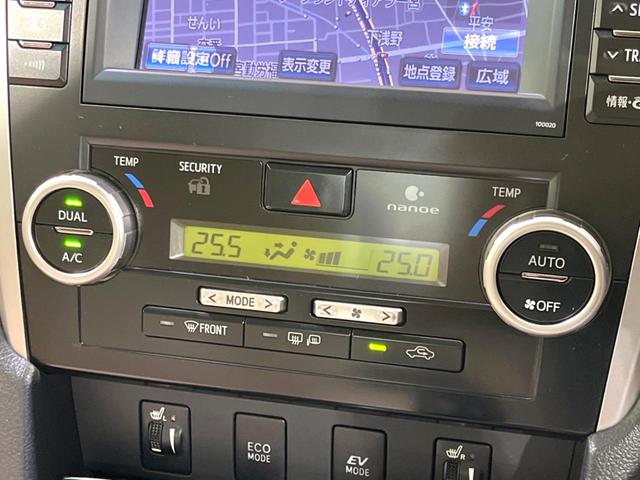 せんい
平安
下浅野
接続
詳細設定Off
表示変更
地点登録
広域
100020
情報・
TEMP
SECURITY
nanoe
TEMP
DUAL
A/C
25.5
25.0
AUTO
OFF
< MODE >
< >
FRONT
L
ECO
MODE
EV
MODE
R